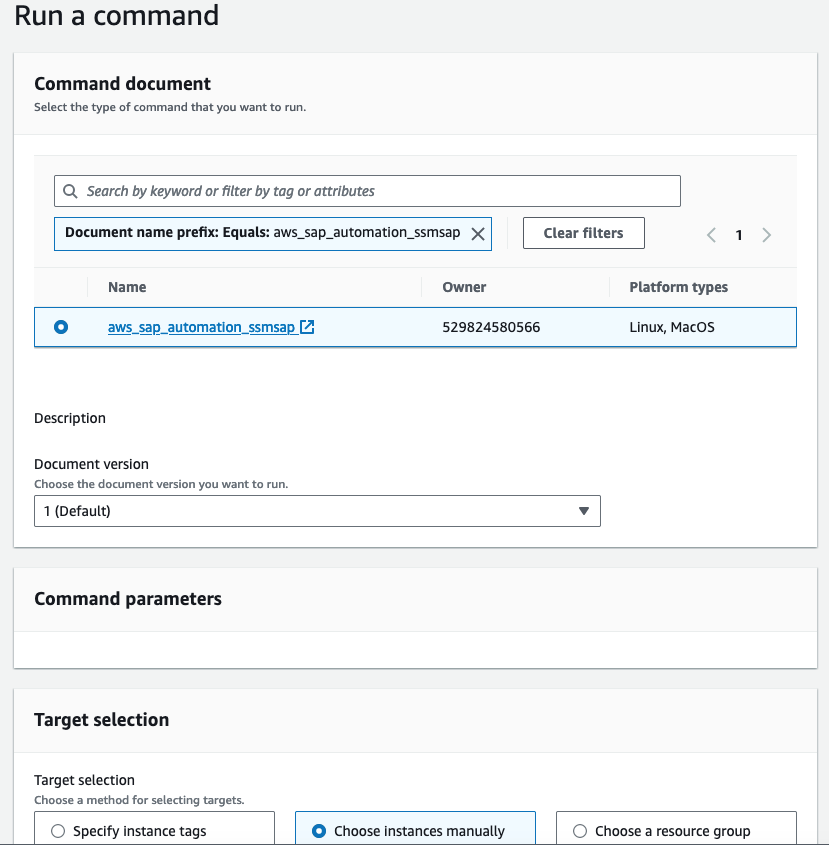 Run a command
Command document
Select the type of command that you want to run.
Search by keyword or filter by tag or attributes
Document name prefix: Equals: aws_sap_automation_ssmsap
Clear filters
1
Name Owner Platform types
aws_sap_automation_ssmsap 529824580566 Linux, MacOS
Description
Document version
Choose the document version you want to run.
1 (Default)
Command parameters
Target selection
Target selection
Choose a method for selecting targets.
Specify instance tags Choose instances manually Choose a resource group